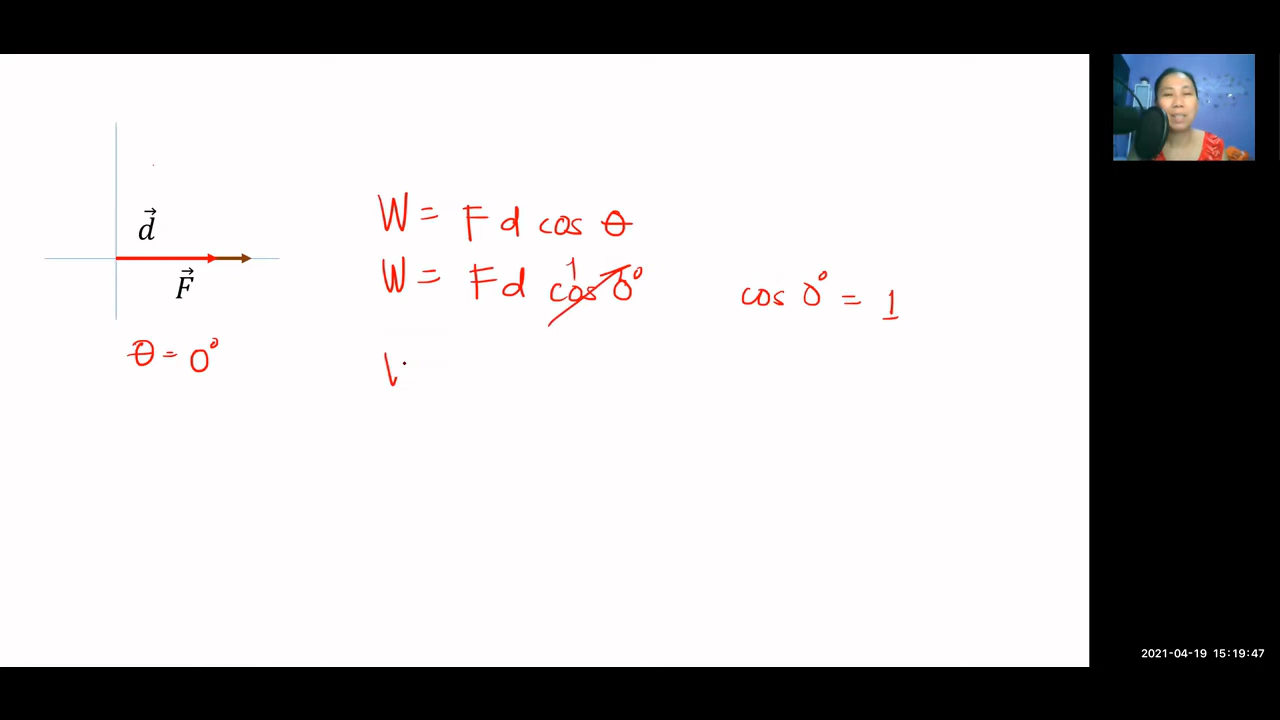 d⃗
F⃗
θ = 0°
W = F d cos θ
W = F d cos 0°
1
cos 0° = 1
2021-04-19 15:19:47